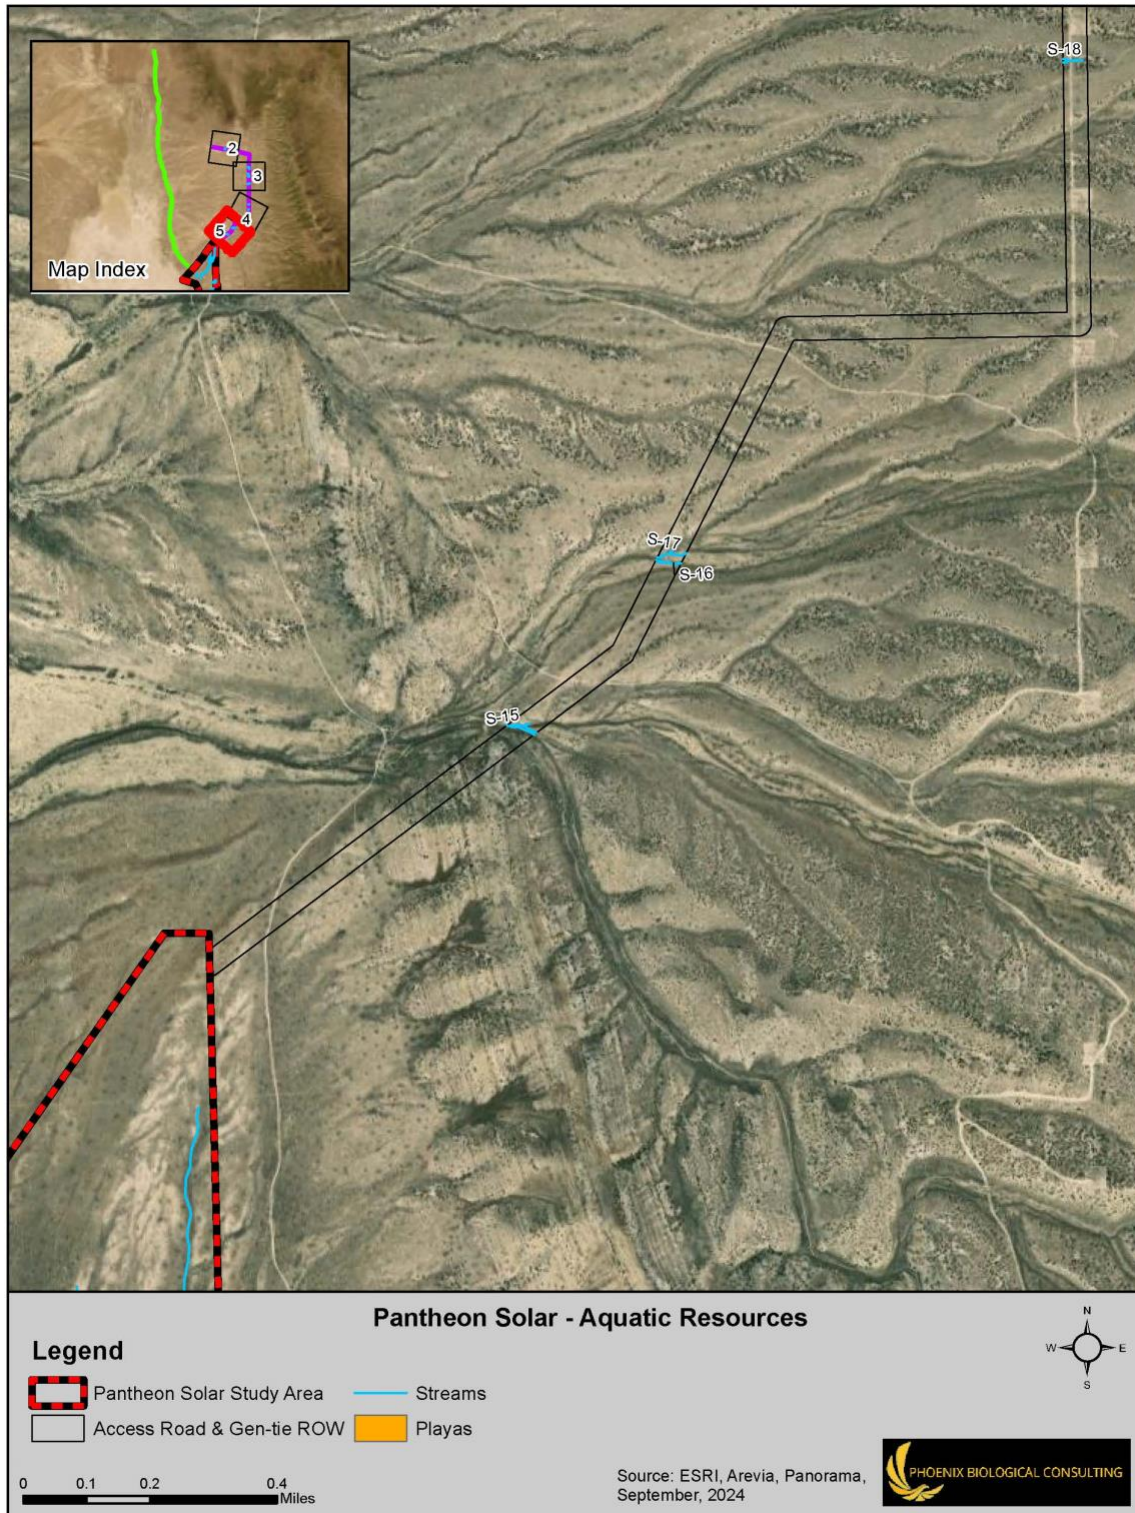 S-18
2
3
4
5
Map Index
S-17
S-16
S-15
Pantheon Solar - Aquatic Resources
Legend
Pantheon Solar Study Area
Streams
Access Road & Gen-tie ROW
Playas
N
W E
S
0 0.1 0.2 0.4
Miles
Source: ESRI, Arevia, Panorama,
September, 2024
PHOENIX BIOLOGICAL CONSULTING